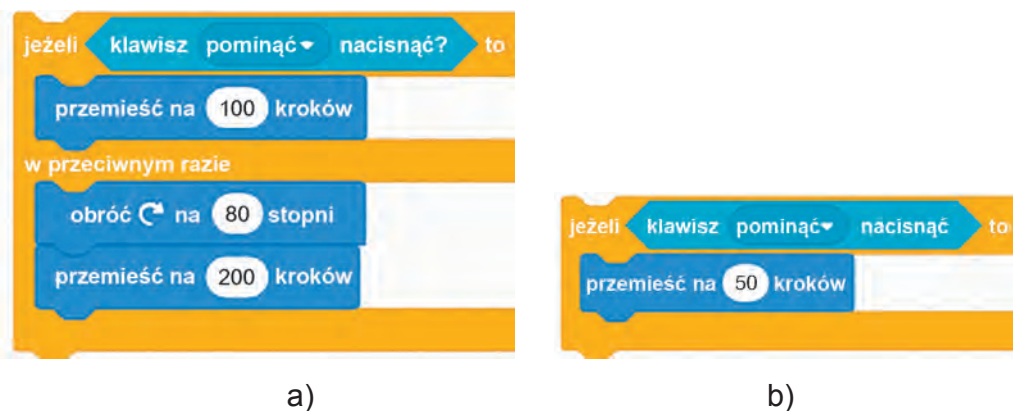 jeżeli klawisz pominąć nacisnąć? to
przemieść na 100 kroków
w przeciwnym razie
obróć na 80 stopni
przemieść na 200 kroków
a)
jeżeli klawisz pominąć nacisnąć to
przemieść na 50 kroków
b)